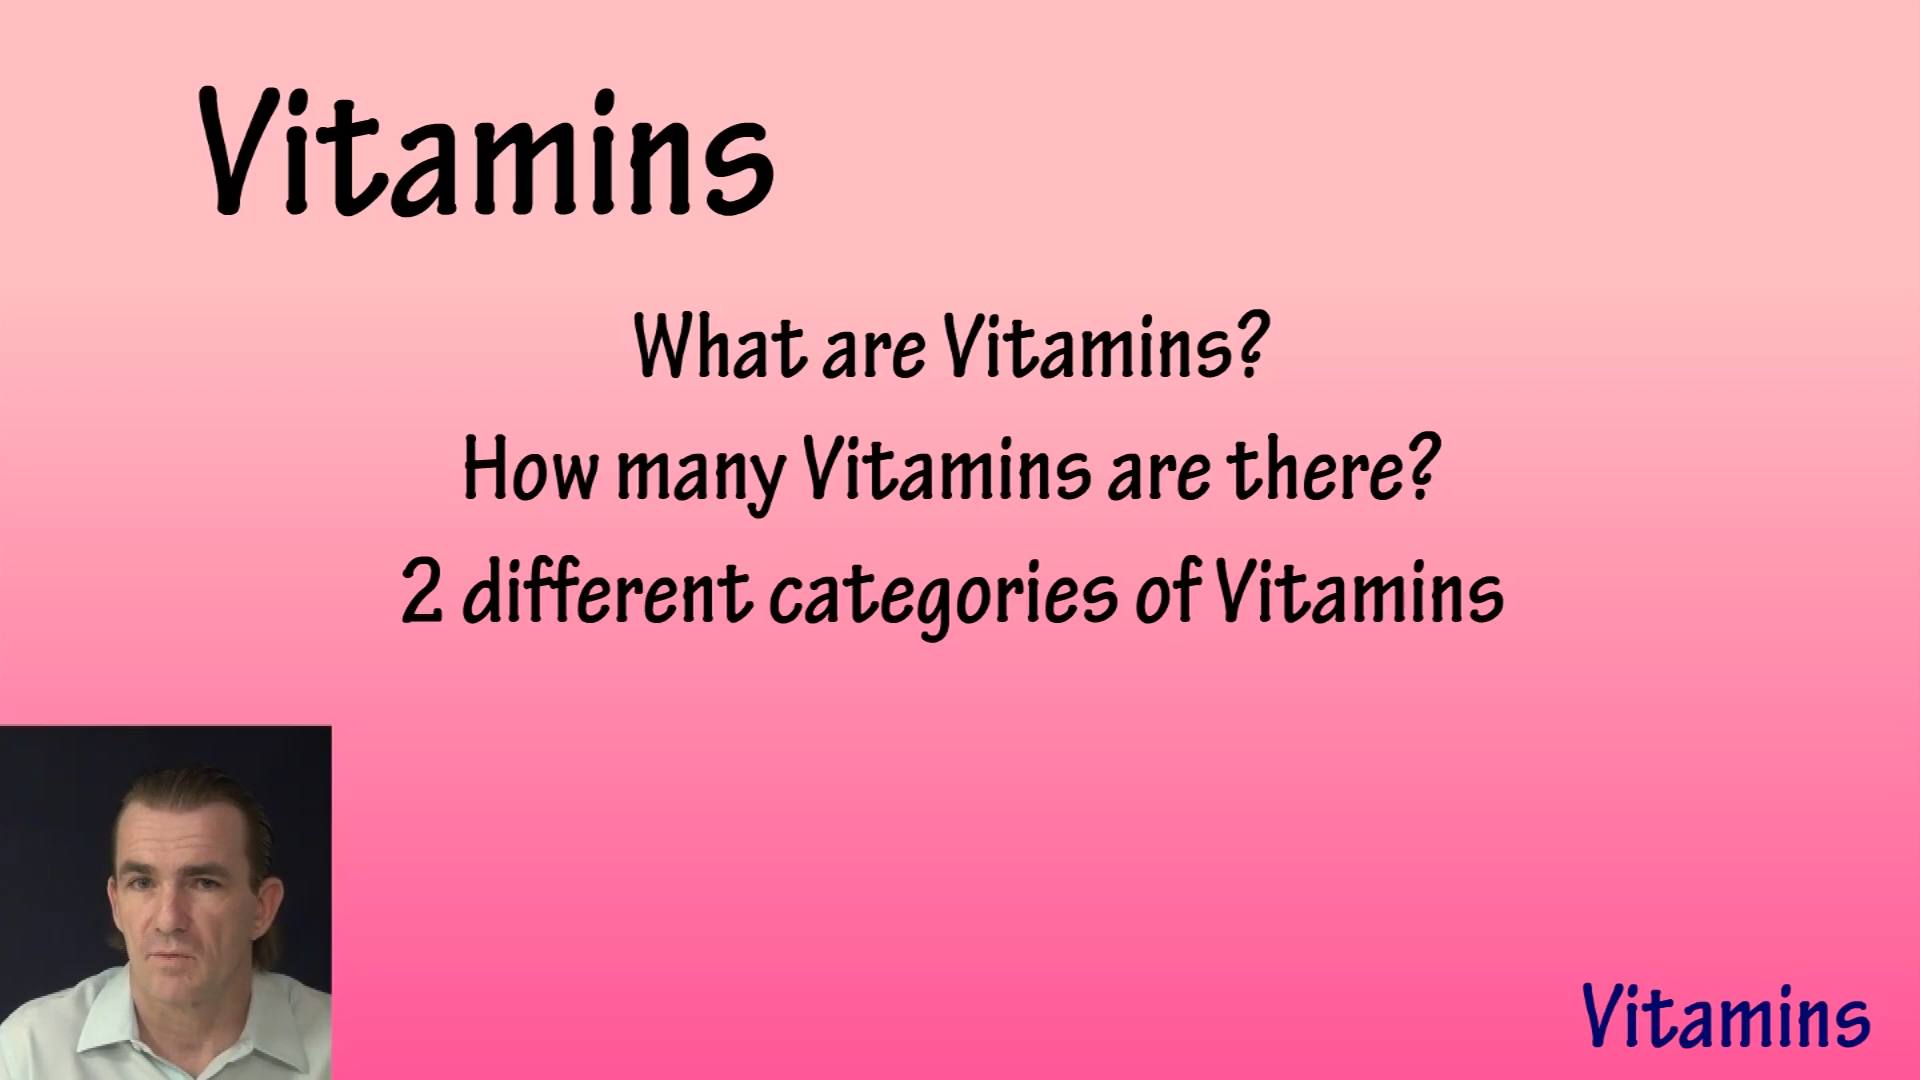 Vitamins
What are Vitamins?
How many Vitamins are there?
2 different categories of Vitamins
Vitamins